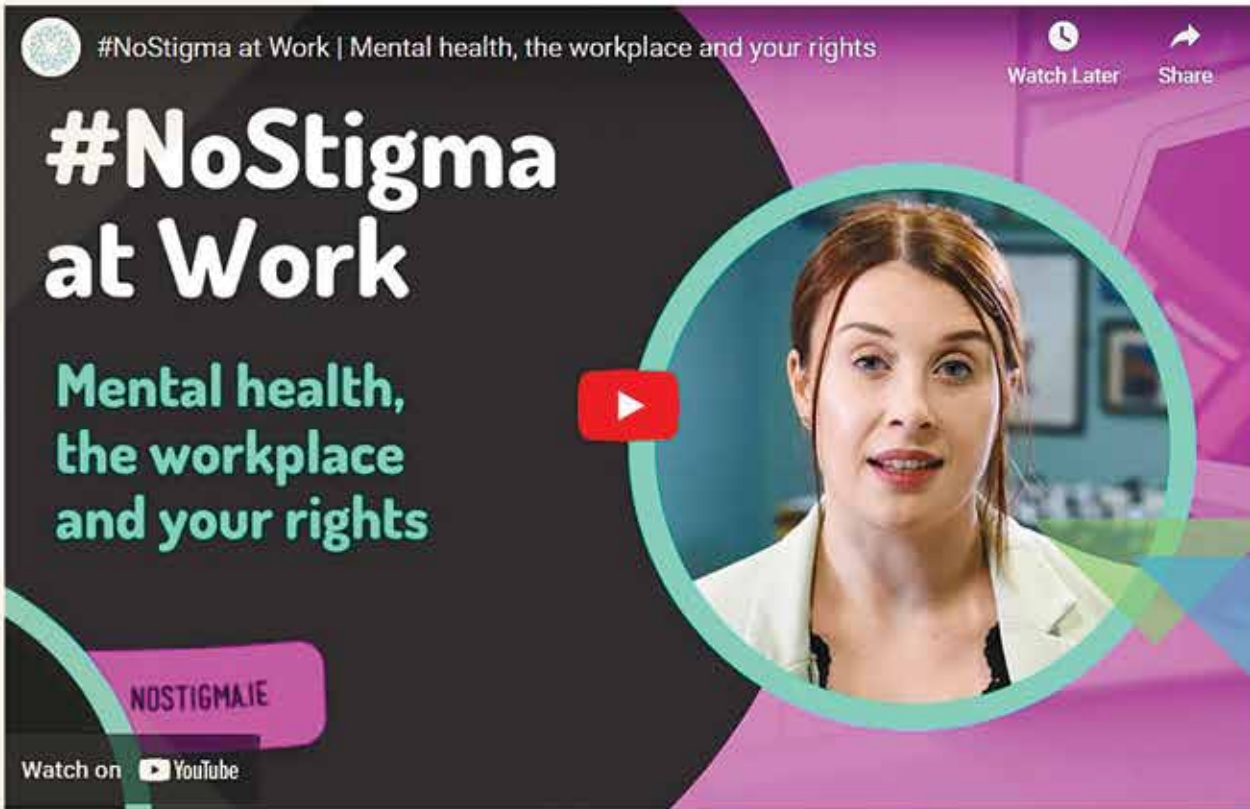 #NoStigma at Work | Mental health, the workplace and your rights
Watch Later
Share
#NoStigma
at Work
Mental health,
the workplace
and your rights
NOSTIGMA.IE
Watch on YouTube